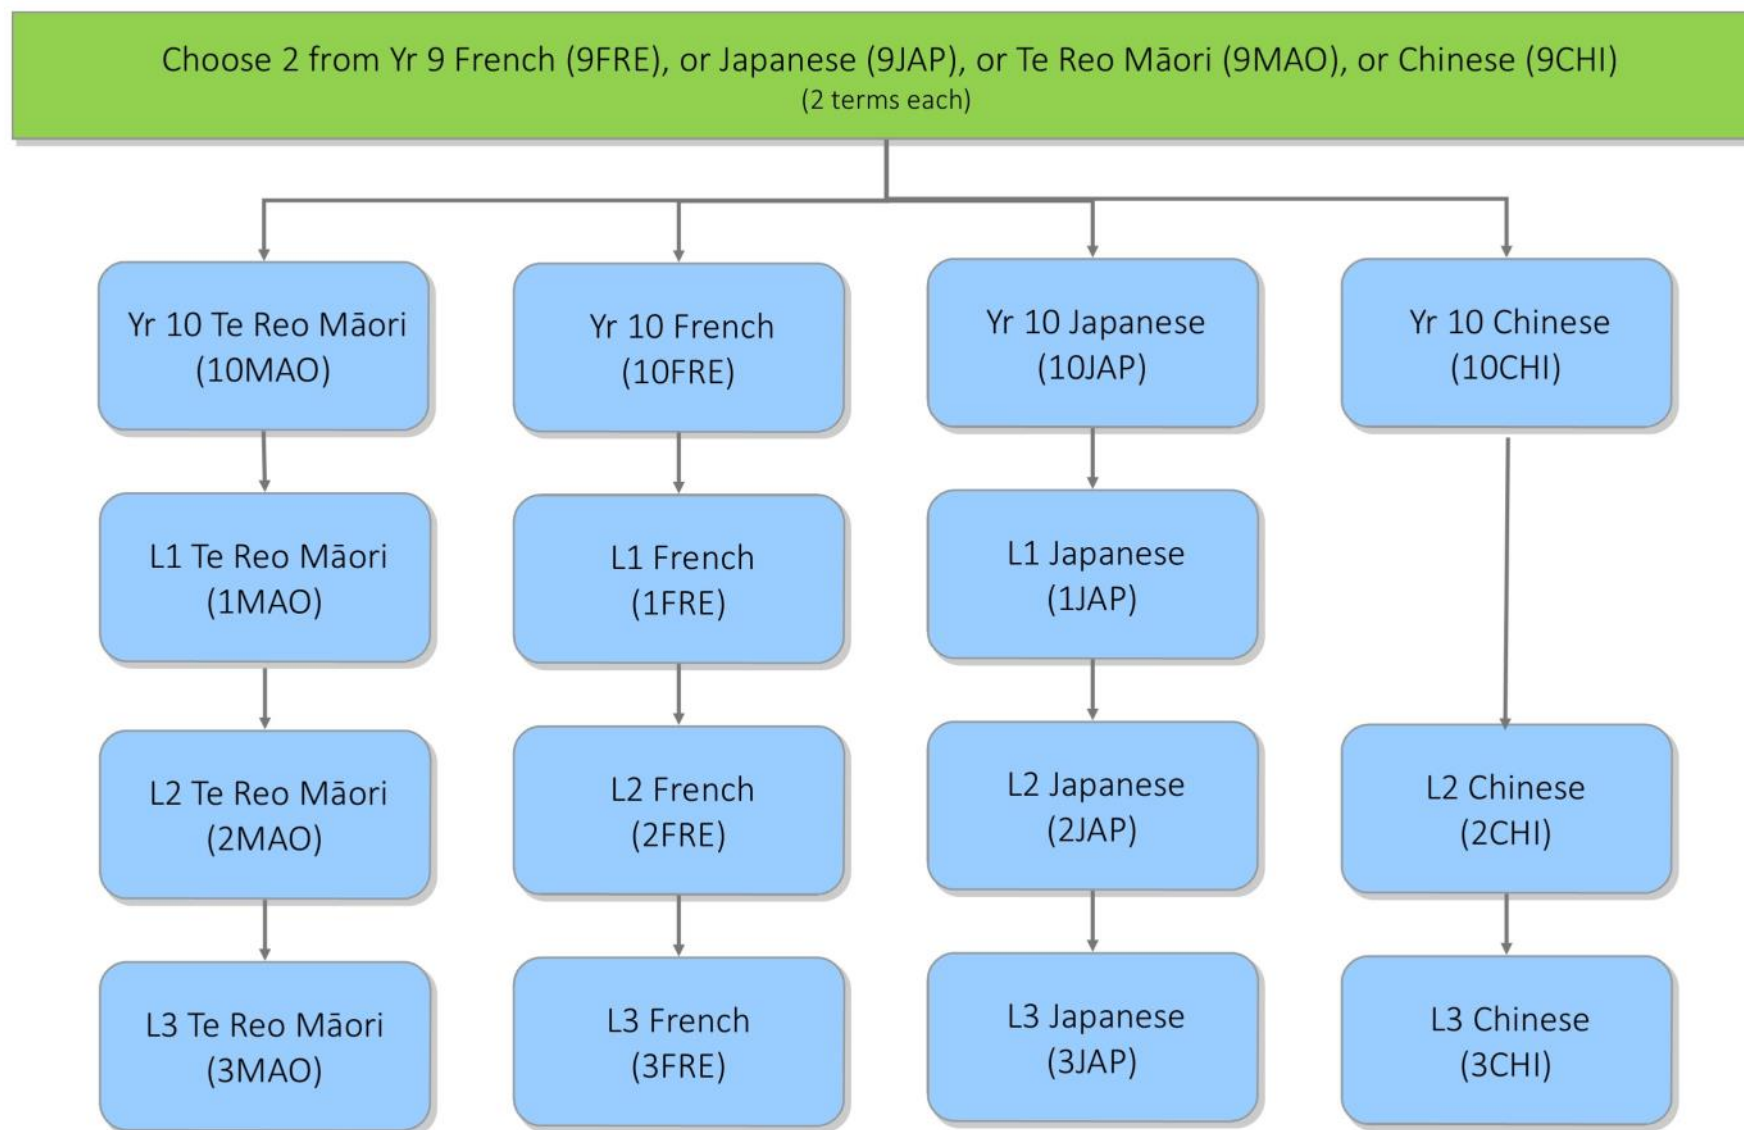 Choose 2 from Yr 9 French (9FRE), or Japanese (9JAP), or Te Reo Māori (9MAO), or Chinese (9CHI)
(2 terms each)
Yr 10 Te Reo Māori
(10MAO)
Yr 10 French
(10FRE)
Yr 10 Japanese
(10JAP)
Yr 10 Chinese
(10CHI)
L1 Te Reo Māori
(1MAO)
L1 French
(1FRE)
L1 Japanese
(1JAP)
L2 Te Reo Māori
(2MAO)
L2 French
(2FRE)
L2 Japanese
(2JAP)
L2 Chinese
(2CHI)
L3 Te Reo Māori
(3MAO)
L3 French
(3FRE)
L3 Japanese
(3JAP)
L3 Chinese
(3CHI)